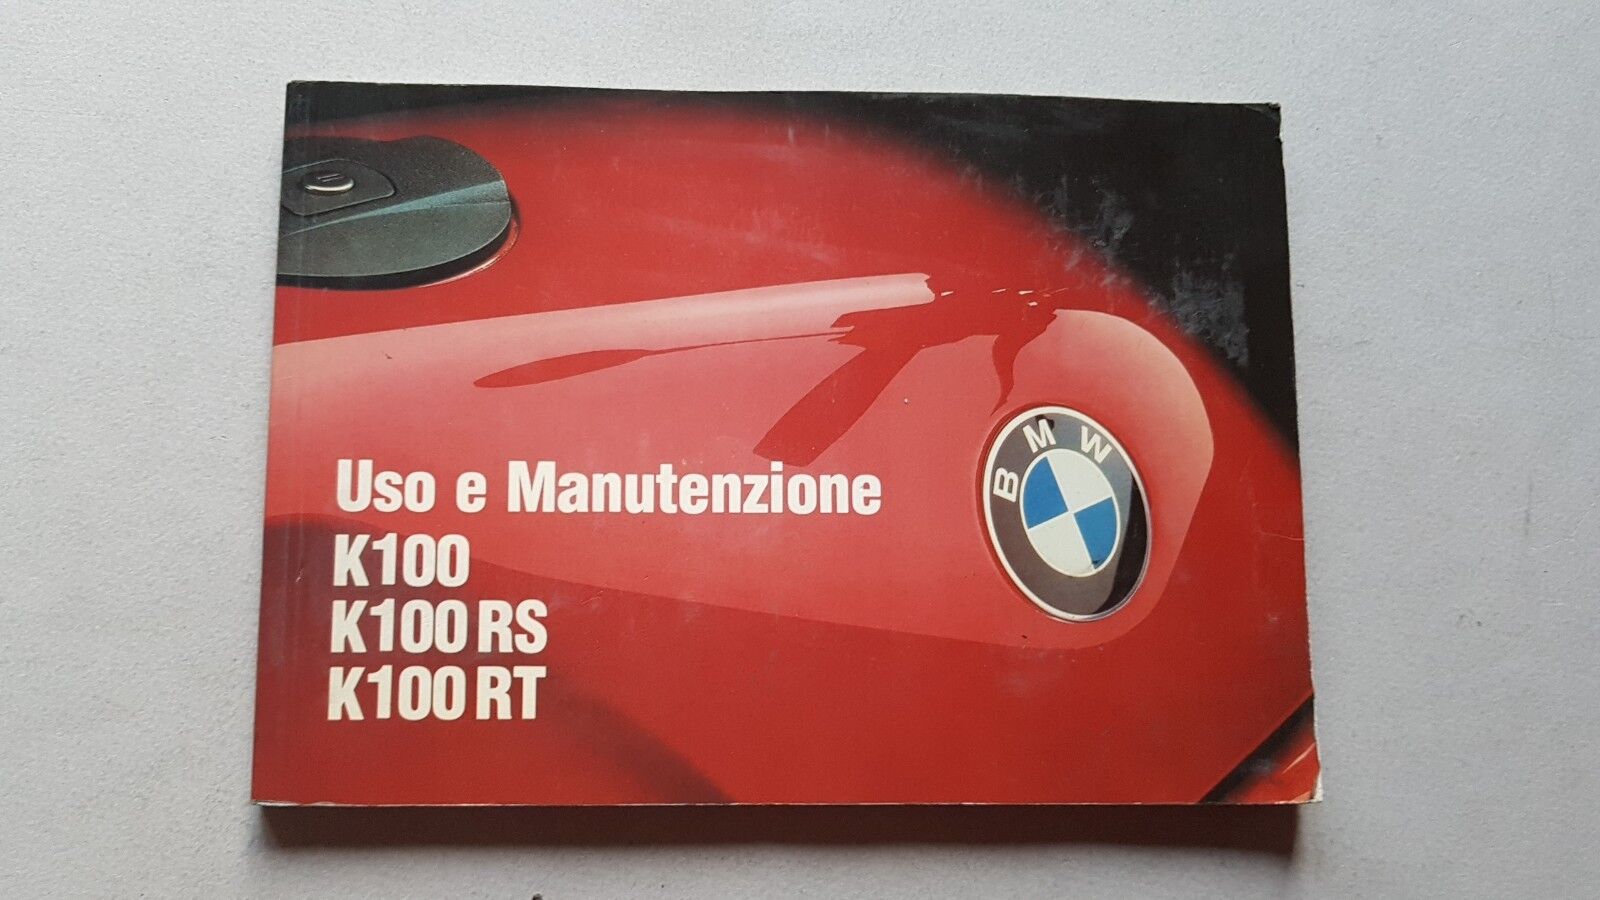 Uso e Manutenzione
K100
K100 RS
K100 RT
BMW